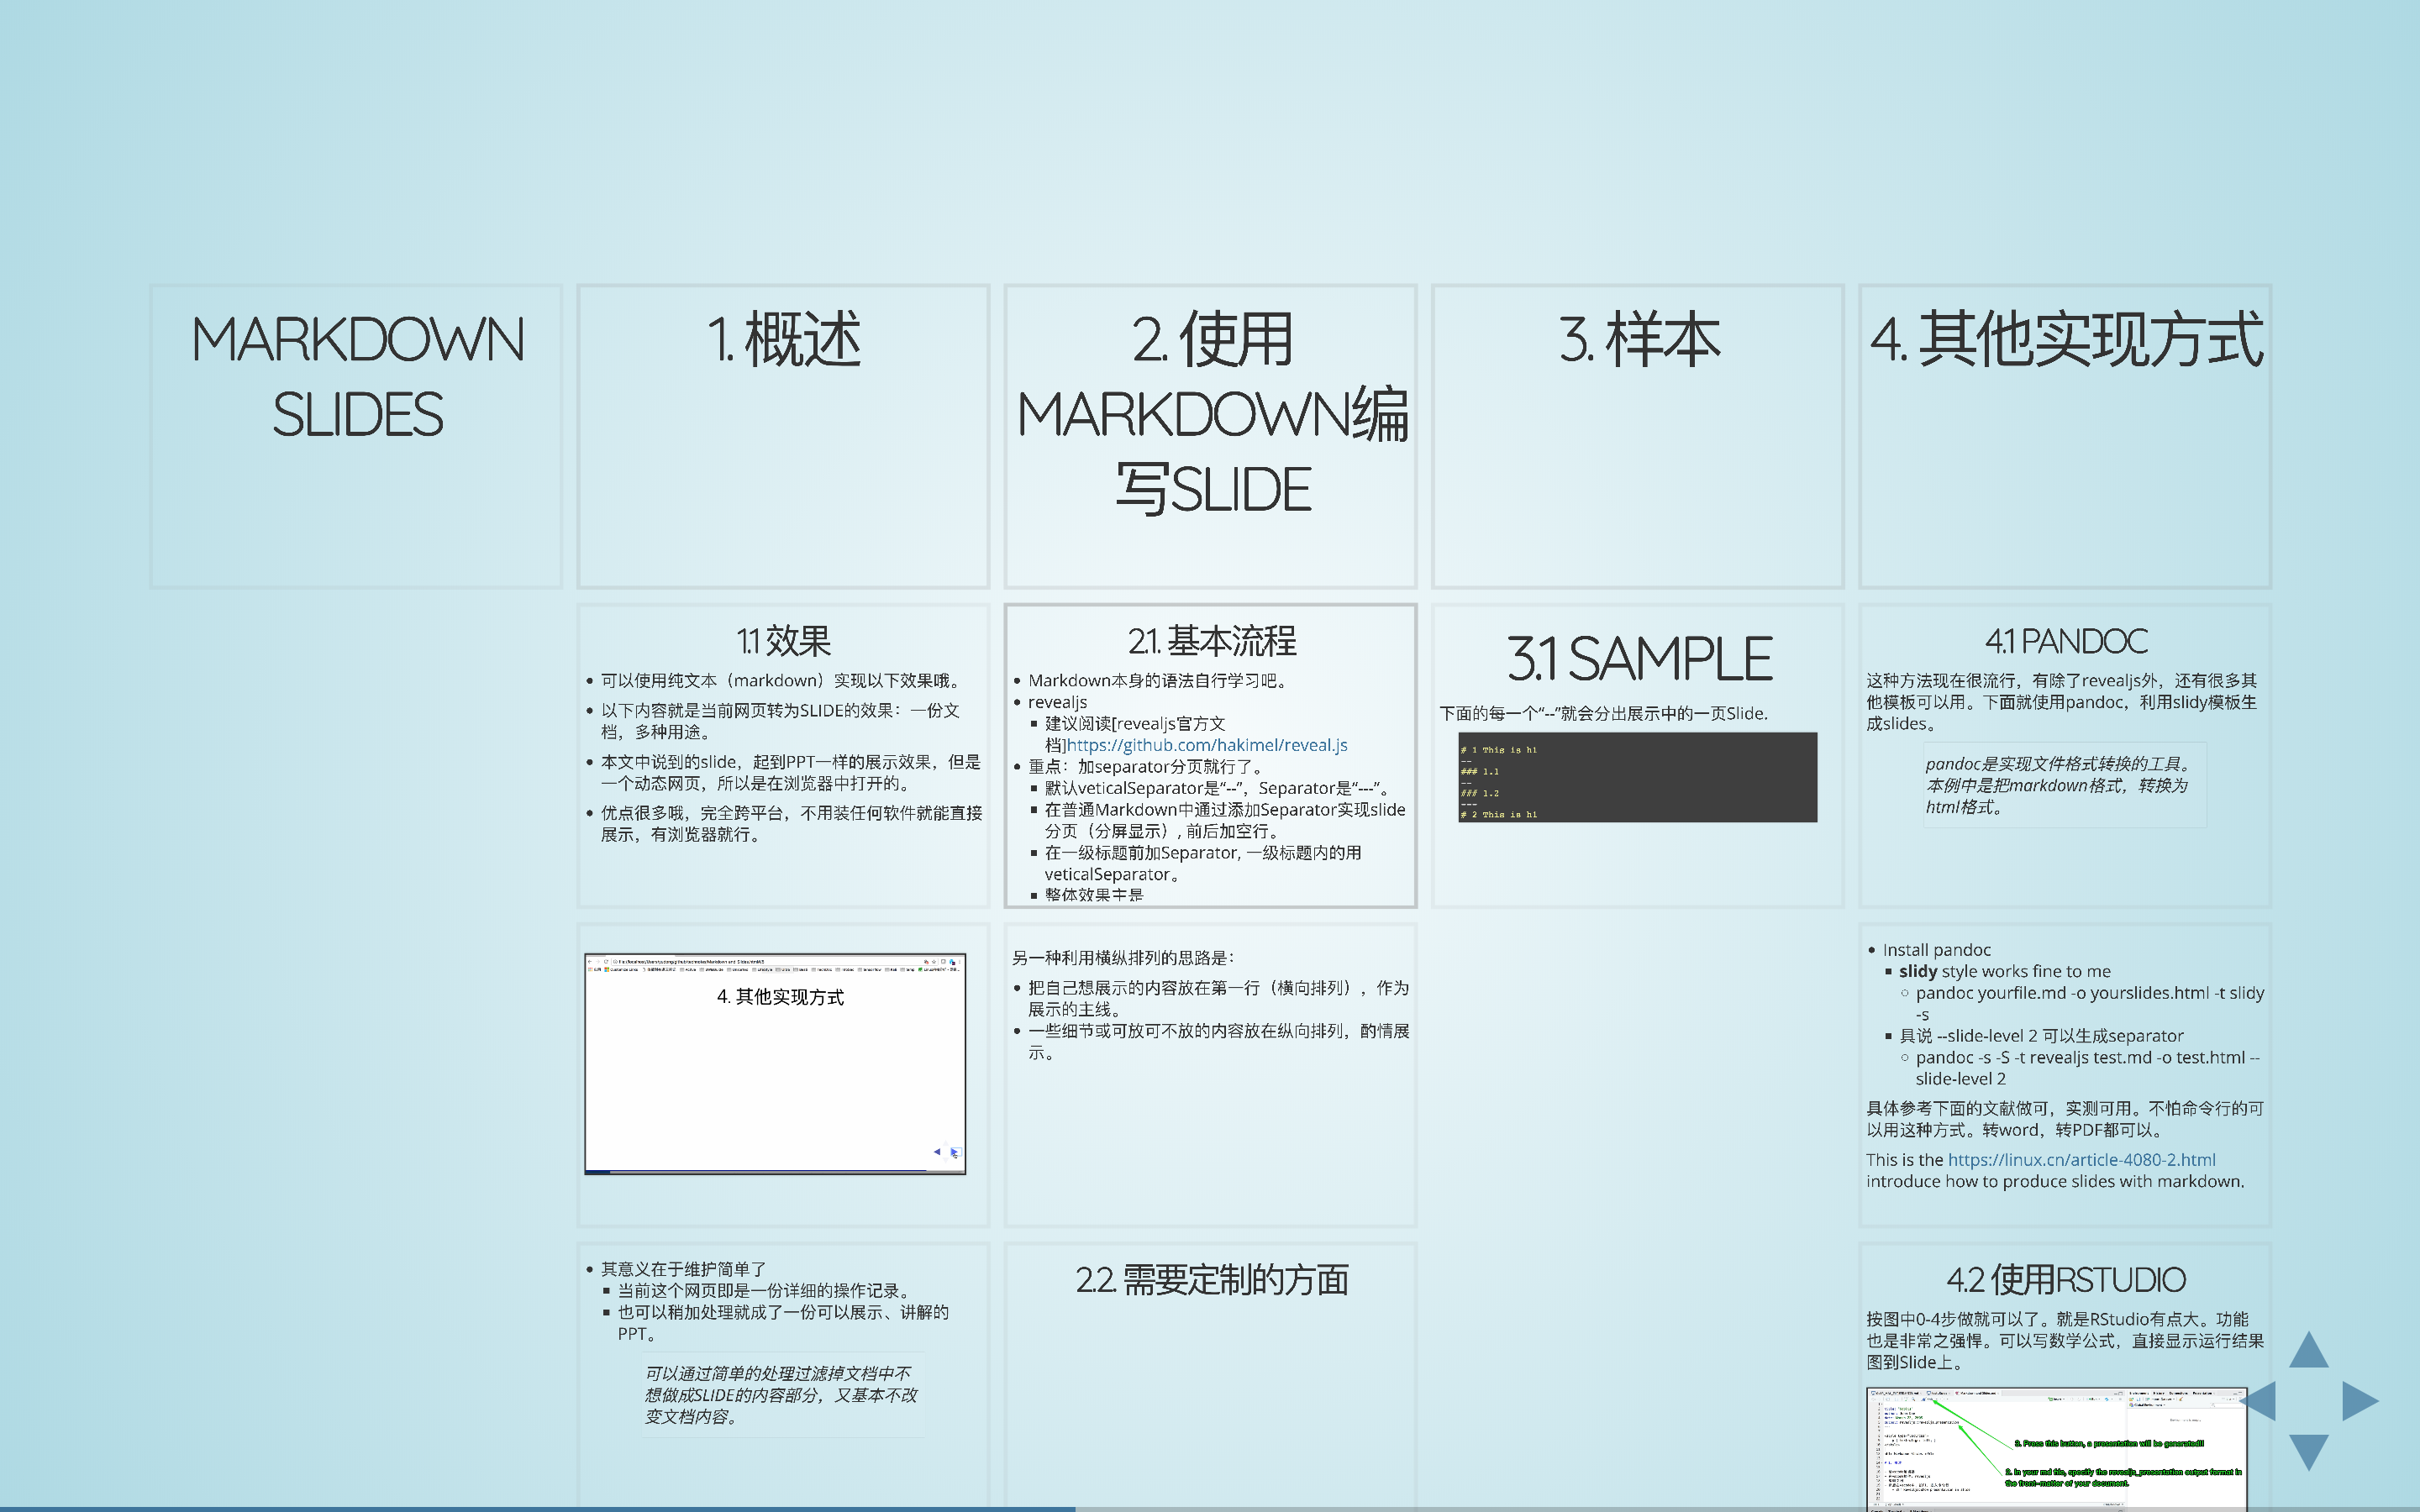 MARKDOWN
SLIDES
1. 概述
1.1 效果
可以使用纯文本（markdown）实现以下效果哦。
以下内容就是当前网页转为SLIDE的效果：一份文
档，多种用途。
本文中说到的slide，起到PPT一样的展示效果，但是
一个动态网页，所以是在浏览器中打开的。
优点很多哦，完全跨平台，不用装任何软件就能直接
展示，有浏览器就行。
4. 其他实现方式
其意义在于维护简单了
当前这个网页即是一份详细的操作记录。
也可以稍加处理就成了一份可以展示、讲解的
PPT。
可以通过简单的处理过滤掉文档中不
想做成SLIDE的内容部分，又基本不改
变文档内容。
2. 使用
MARKDOWN编
写SLIDE
2.1. 基本流程
Markdown本身的语法自行学习吧。
revealjs
建议阅读[revealjs官方文
档]https://github.com/hakimel/reveal.js
重点：加separator分页就行了。
默认veticalSeparator是“--”，Separator是“---”。
在普通Markdown中通过添加Separator实现slide
分页（分屏显示）, 前后加空行。
在一级标题前加Separator, 一级标题内的用
veticalSeparator。
整体效果主是
另一种利用横纵排列的思路是：
把自己想展示的内容放在第一行（横向排列），作为
展示的主线。
一些细节或可放可不放的内容放在纵向排列，酌情展
示。
2.2. 需要定制的方面
3. 样本
3.1 SAMPLE
下面的每一个“--”就会分出展示中的一页Slide.
# 1 This is h1
--
### 1.1
--
### 1.2
---
# 2 This is h1
4. 其他实现方式
4.1 PANDOC
这种方法现在很流行，有除了revealjs外，还有很多其
他模板可以用。下面就使用pandoc，利用slidy模板生
成slides。
pandoc是实现文件格式转换的工具。
本例中是把markdown格式，转换为
html格式。
Install pandoc
slidy style works fine to me
pandoc yourfile.md -o yourslides.html -t slidy
-s
具说 --slide-level 2 可以生成separator
pandoc -s -S -t revealjs test.md -o test.html --
slide-level 2
具体参考下面的文献做可，实测可用。不怕命令行的可
以用这种方式。转word，转PDF都可以。
This is the https://linux.cn/article-4080-2.html
introduce how to produce slides with markdown.
4.2 使用RSTUDIO
按图中0-4步做就可以了。就是RStudio有点大。功能
也是非常之强悍。可以写数学公式，直接显示运行结果
图到Slide上。
3. Press this button, a presentation will be generated!!
2. In your md file, specify the revealjs_presentation output format in
the front-matter of your document.